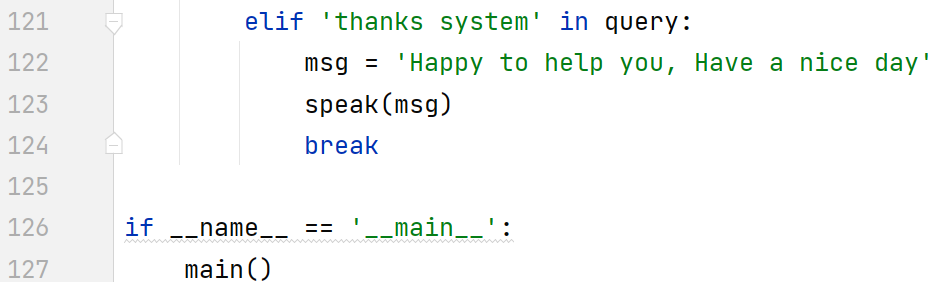 121 elif 'thanks system' in query:
122 msg = 'Happy to help you, Have a nice day'
123 speak(msg)
124 break
125
126 if __name__ == '__main__':
127 main()